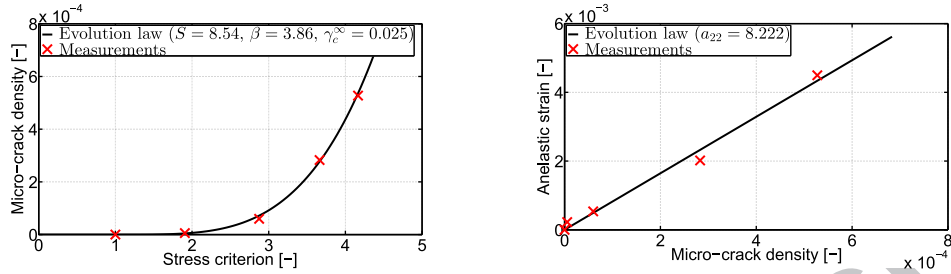 8 x 10⁻⁴
Evolution law (S = 8.54, β = 3.86, γ_c^∞ = 0.025)
Measurements
6
4
2
0
0 1 2 3 4 5
Micro−crack density [−]
Stress criterion [−]
6 x 10⁻³
Evolution law (a₂₂ = 8.222)
Measurements
4
2
0
0 2 4 6 8
x 10⁻⁴
Anelastic strain [−]
Micro−crack density [−]